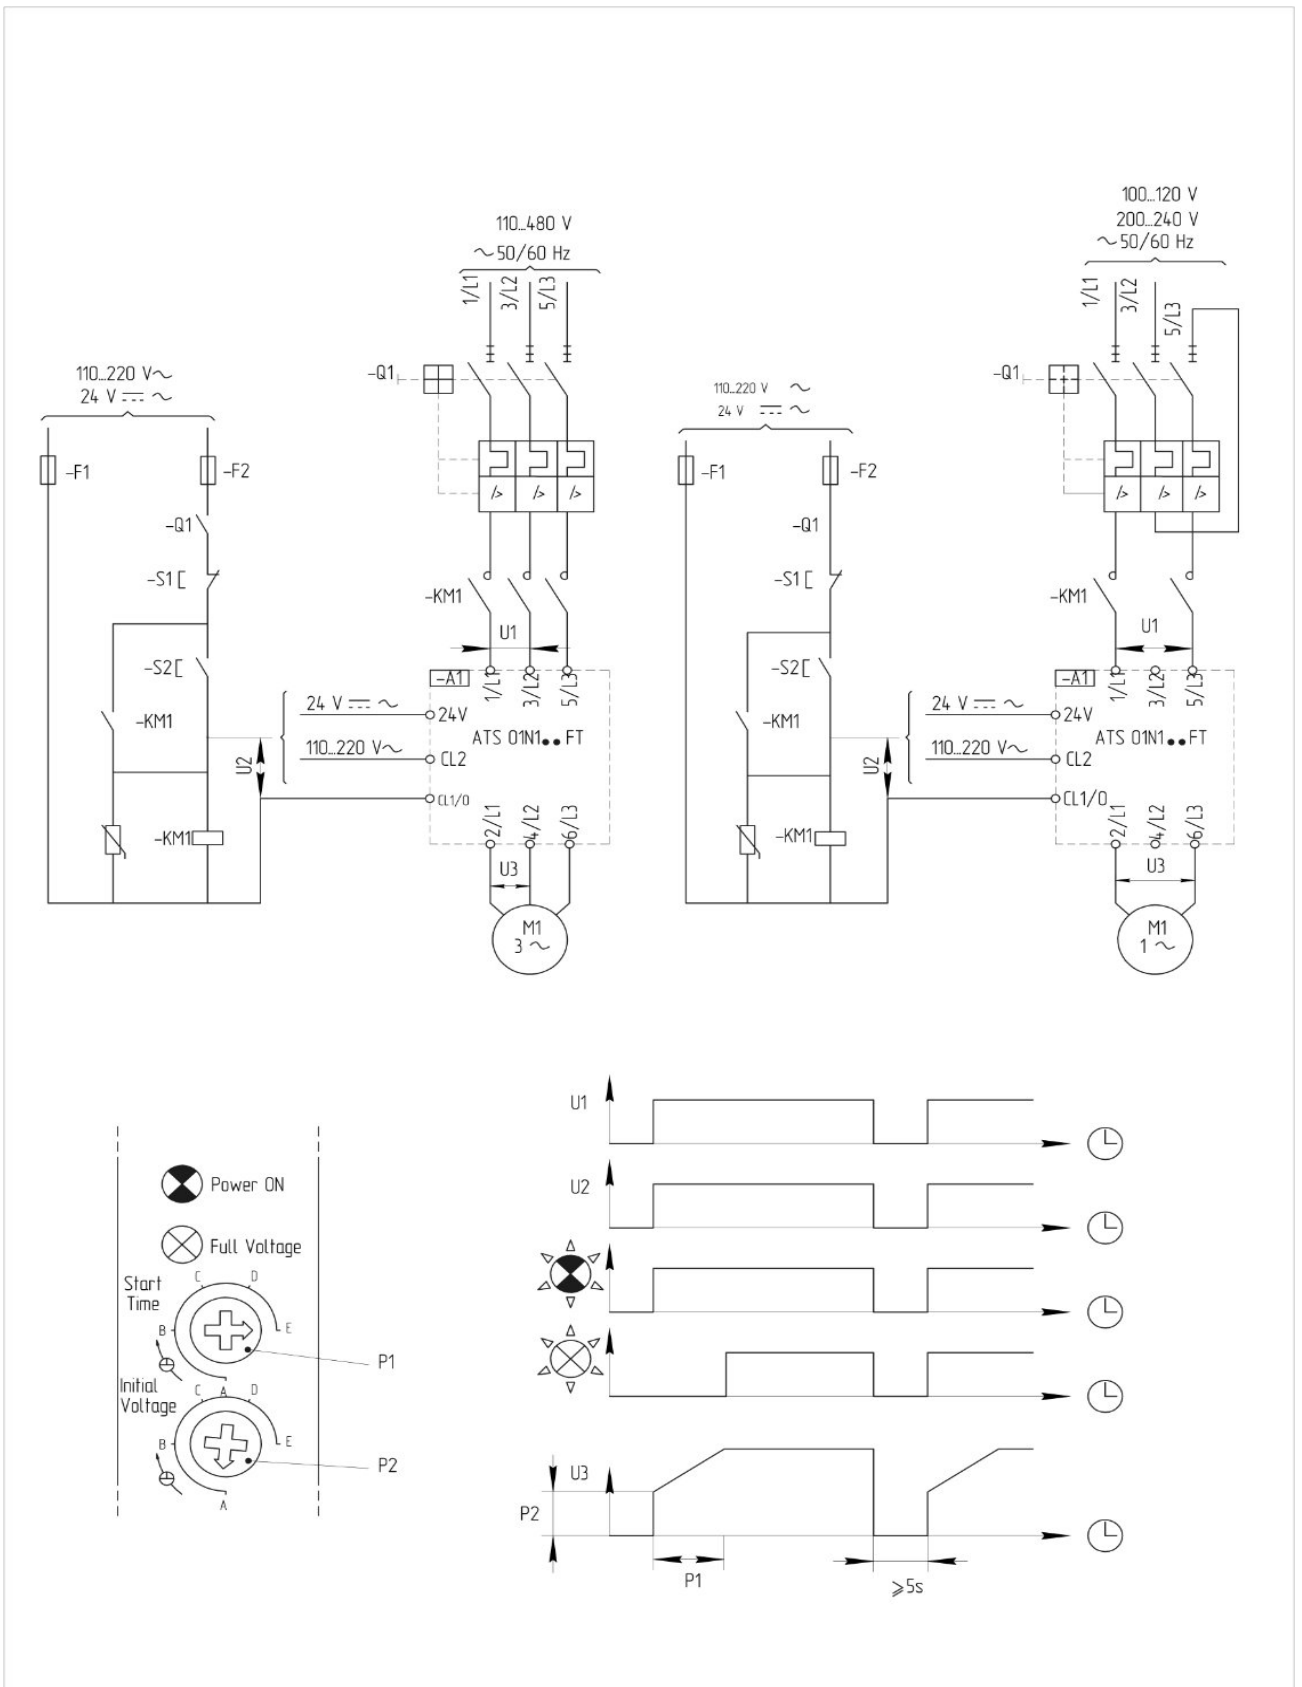 110...480 V
~ 50/60 Hz
1/L1
3/L2
5/L3
-Q1
110...220 V ~
24 V ⎓ ~
-F1
-F2
-Q1
-S1
-S2
-KM1
-KM1
U2
-KM1
U1
-A1
1/L1
3/L2
5/L3
24 V ⎓ ~
24V
ATS 01N1●●FT
110...220 V~
CL2
CL1/0
2/L1
4/L2
6/L3
U3
M1
3 ~
100...120 V
200...240 V
~ 50/60 Hz
1/L1
3/L2
5/L3
-Q1
110...220 V ~
24 V ⎓ ~
-F1
-F2
-Q1
-S1
-S2
-KM1
-KM1
U2
-KM1
U1
-A1
1/L1
3/L2
5/L3
24 V ⎓ ~
24V
ATS 01N1●●FT
110...220 V~
CL2
CL1/0
2/L1
4/L2
6/L3
U3
M1
1 ~
Power ON
Full Voltage
Start
Time
C
D
B
E
A
P1
Initial
Voltage
C
D
B
E
A
P2
U1
U2
U3
P2
P1
⩾5s